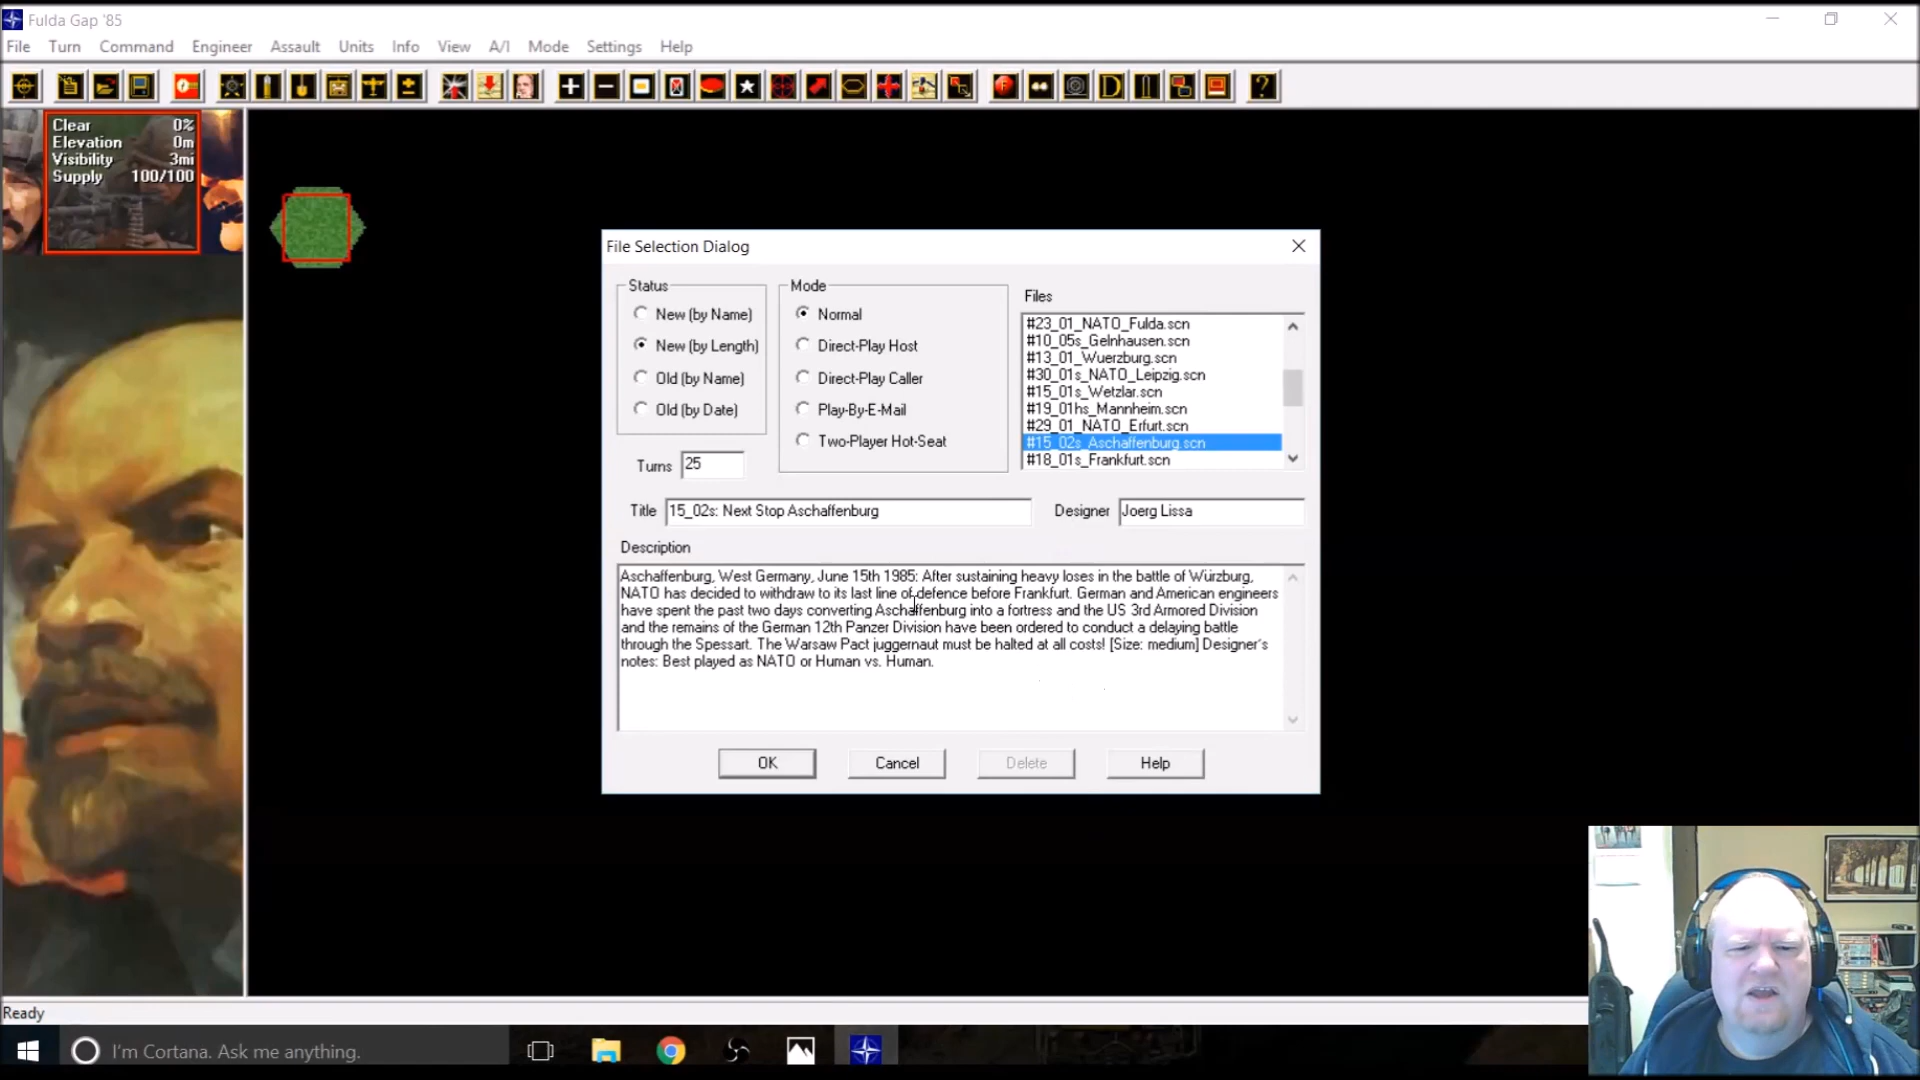 Fulda Gap '85
File Turn Command Engineer Assault Units Info View A/I Mode Settings Help
Clear 0%
Elevation 0m
Visibility 3mi
Supply 100/100
File Selection Dialog
Status
New (by Name)
New (by Length)
Old (by Name)
Old (by Date)
Turns 25
Mode
Normal
Direct-Play Host
Direct-Play Caller
Play-By-E-Mail
Two-Player Hot-Seat
Files
#23_01_NATO_Fulda.scn
#10_05s_Gelnhausen.scn
#13_01_Wuerzburg.scn
#30_01s_NATO_Leipzig.scn
#15_01s_Wetzlar.scn
#19_01hs_Mannheim.scn
#29_01_NATO_Erfurt.scn
#15_02s_Aschaffenburg.scn
#18_01s_Frankfurt.scn
Title 15_02s: Next Stop Aschaffenburg Designer Joerg Lissa
Description
Aschaffenburg, West Germany, June 15th 1985: After sustaining heavy loses in the battle of Würzburg,
NATO has decided to withdraw to its last line of defence before Frankfurt. German and American engineers
have spent the past two days converting Aschaffenburg into a fortress and the US 3rd Armored Division
and the remains of the German 12th Panzer Division have been ordered to conduct a delaying battle
through the Spessart. The Warsaw Pact juggernaut must be halted at all costs! [Size: medium] Designer's
notes: Best played as NATO or Human vs. Human.
OK Cancel Delete Help
Ready
I'm Cortana. Ask me anything.